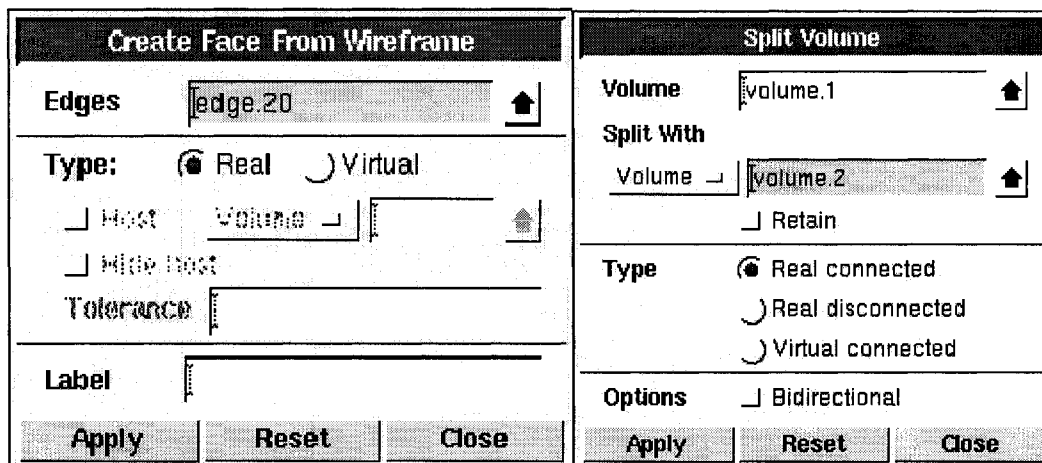 Create Face From Wireframe
Edges edge.20
Type: Real Virtual
Host Volume
Hide Host
Tolerance
Label
Apply Reset Close
Split Volume
Volume volume.1
Split With
Volume volume.2
Retain
Type Real connected
Real disconnected
Virtual connected
Options Bidirectional
Apply Reset Close